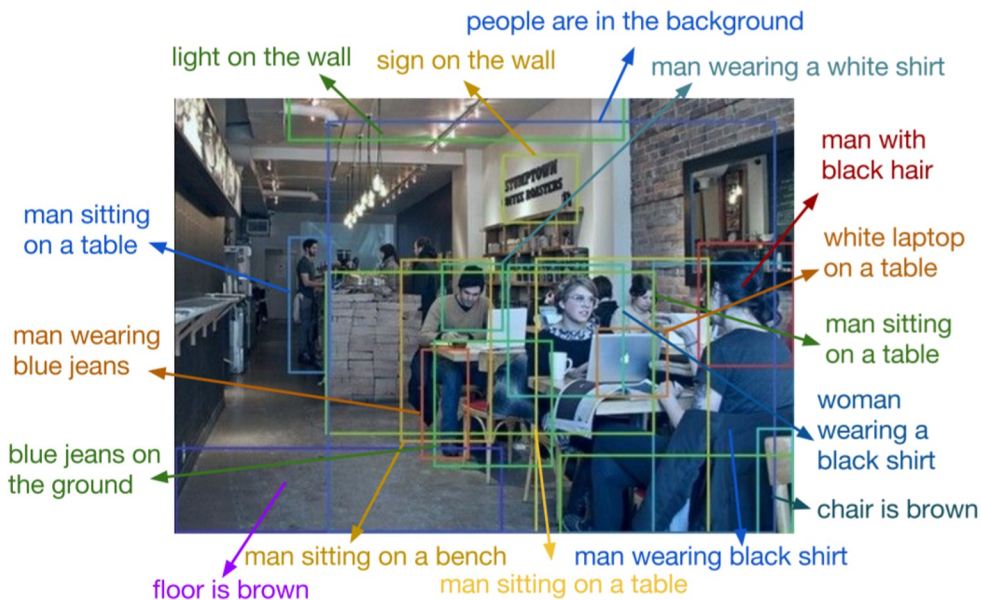 people are in the background
light on the wall
sign on the wall
man wearing a white shirt
man with
black hair
man sitting
on a table
white laptop
on a table
STUMPTOWN
COFFEE ROASTERS
man wearing
blue jeans
man sitting
on a table
woman
wearing a
black shirt
blue jeans on
the ground
chair is brown
man sitting on a bench
man wearing black shirt
floor is brown
man sitting on a table